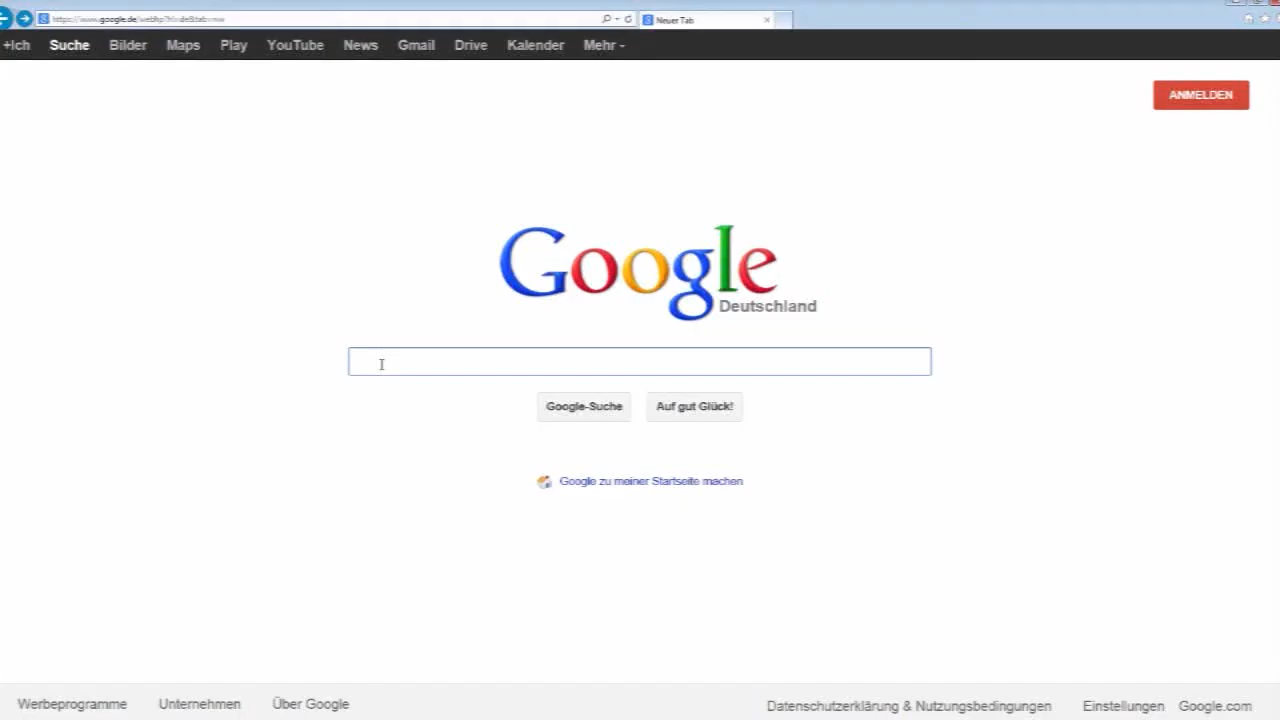 https://www.google.de/webhp?hl=de&tab=ww
Neuer Tab
+Ich Suche Bilder Maps Play YouTube News Gmail Drive Kalender Mehr
ANMELDEN
Google
Deutschland
Google-Suche Auf gut Glück!
Google zu meiner Startseite machen
Werbeprogramme Unternehmen Über Google Datenschutzerklärung & Nutzungsbedingungen Einstellungen Google.com